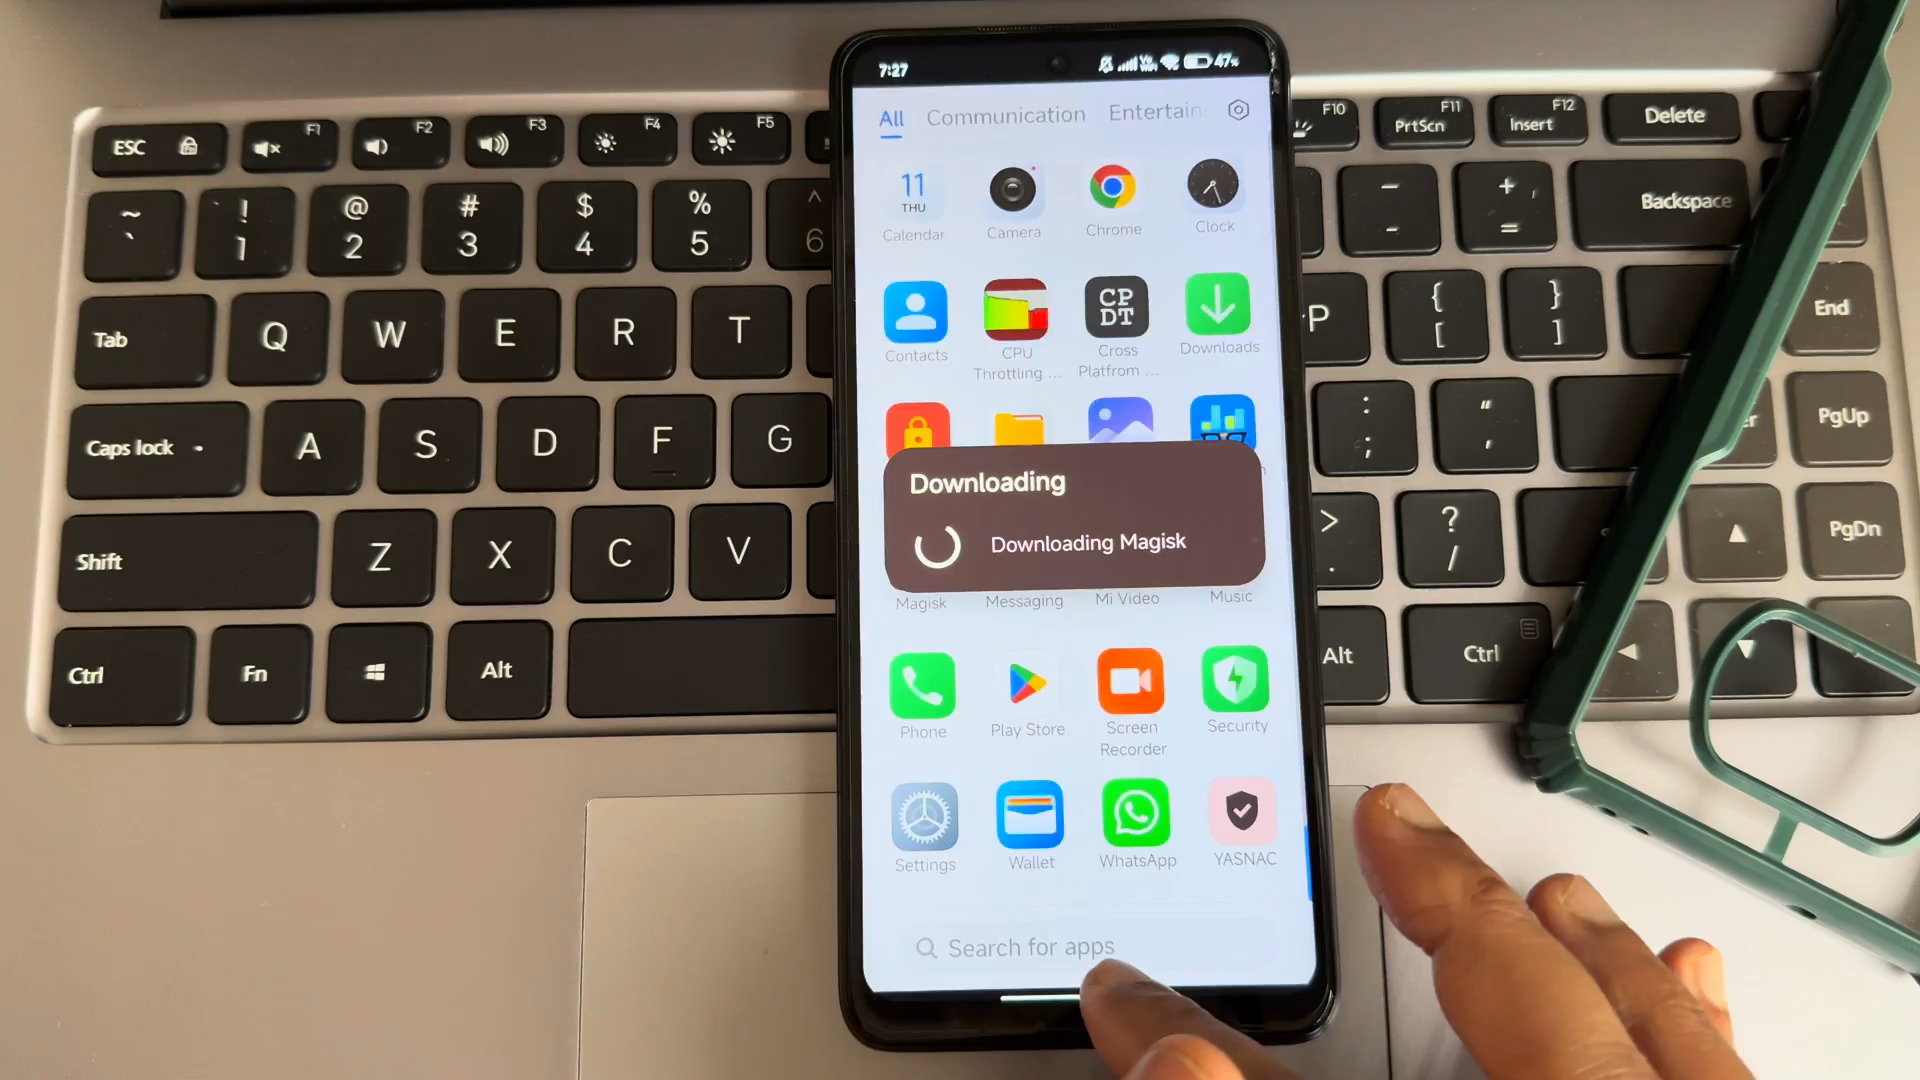 7:27
Vo
WiFi
47%
All Communication Entertain
11
THU
Calendar Camera Chrome Clock
CP
DT
Contacts CPU Cross Downloads
Throttling ... Platfrom ...
Downloading
Downloading Magisk
Magisk Messaging Mi Video Music
Phone Play Store Screen Security
Recorder
Settings Wallet WhatsApp YASNAC
Search for apps
ESC F1 F2 F3 F4 F5
F10 F11 F12
PrtScn Insert Delete
~ ! @ # $ % ^
` 1 2 3 4 5 6
_ +
- = Backspace
Tab Q W E R T
P { }
[ ] End
Caps lock A S D F G
: "
; , er PgUp
Shift Z X C V
> ?
. / PgDn
Ctrl Fn Alt
Alt Ctrl